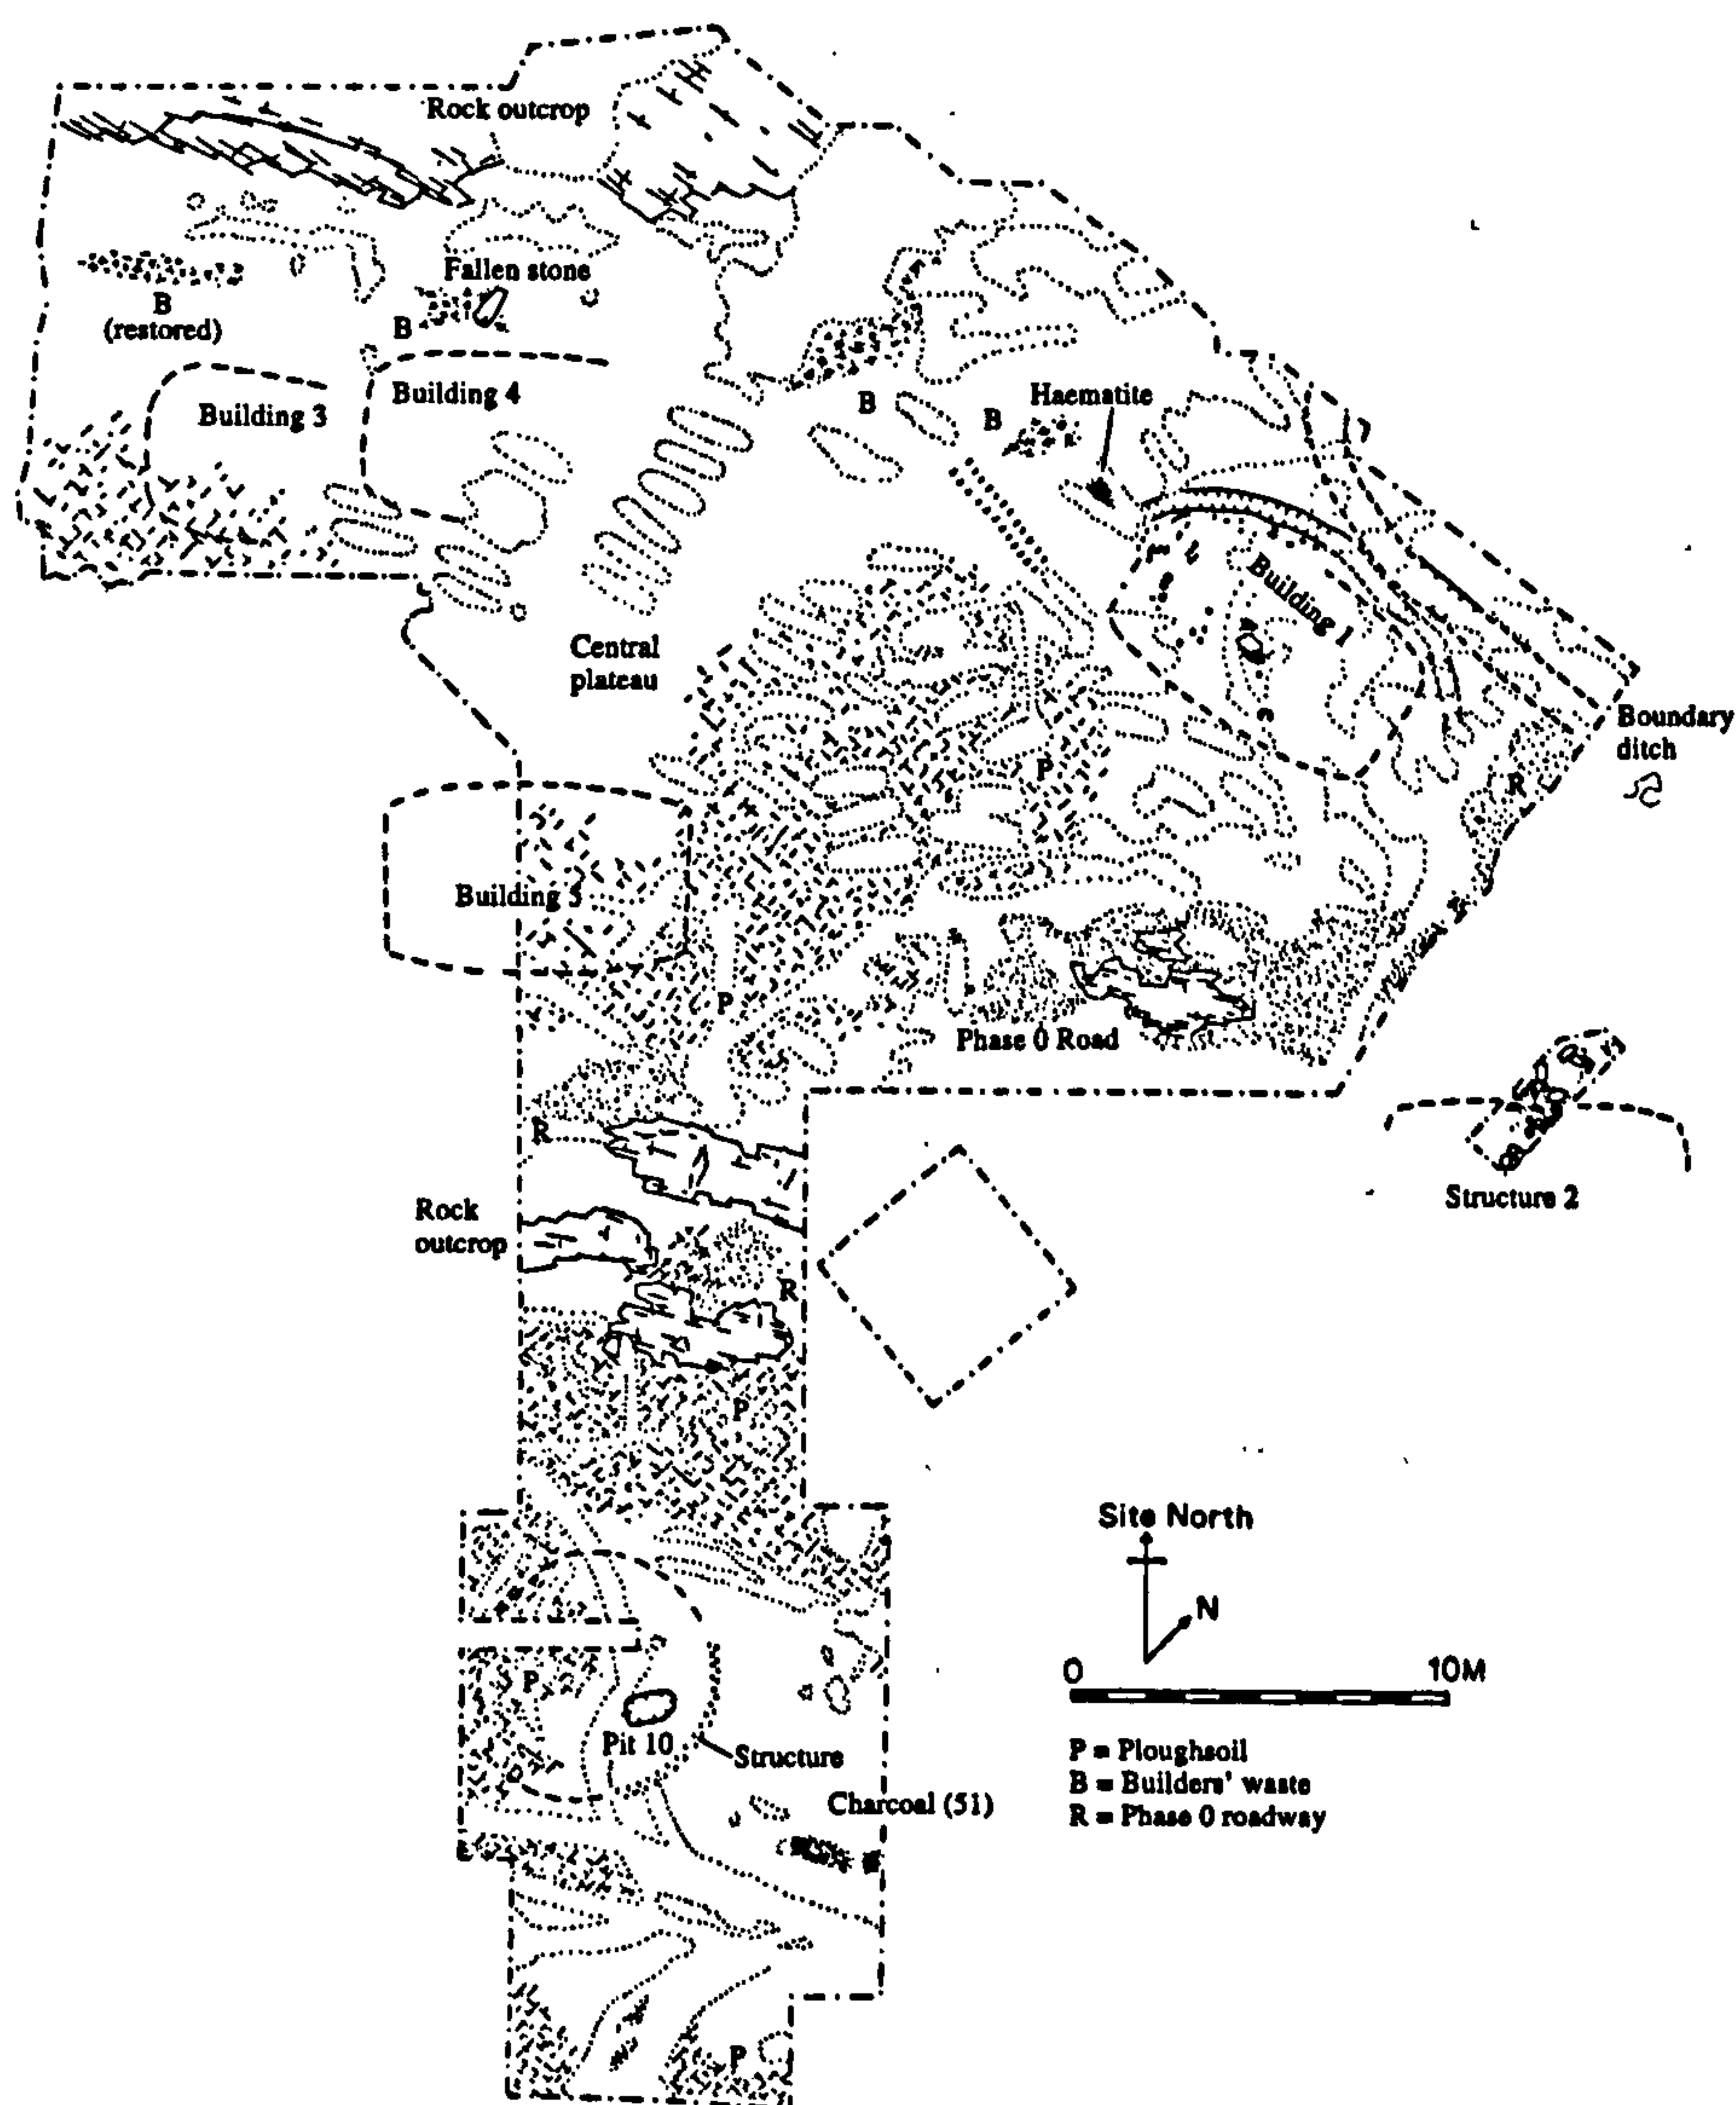 Rock outcrop
Fallen stone
B
(restored)
B
Building 3
Building 4
B
B
Haematite
Building 1
Central
plateau
Boundary
ditch
P
R
Building 5
P
Phase 0 Road
R
Structure 2
Rock
outcrop
R
P
Site North
N
0 10M
P
Pit 10
Structure
Charcoal (51)
P = Ploughsoil
B = Builders' waste
R = Phase 0 roadway
P